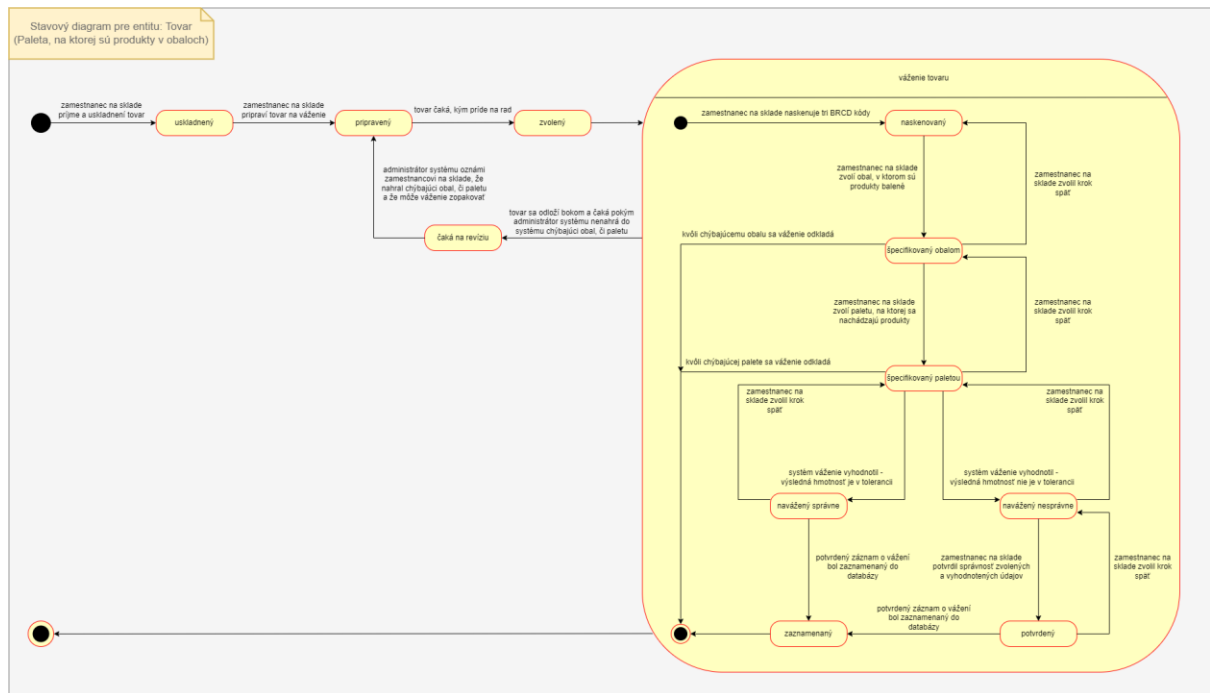 Stavový diagram pre entitu: Tovar
(Paleta, na ktorej sú produkty v obaloch)
váženie tovaru
zamestnanec na sklade
príjme a uskladnení tovar
uskladnený
zamestnanec na sklade
pripraví tovar na váženie
pripravený
tovar čaká, kým príde na rad
zvolený
zamestnanec na sklade naskenuje tri BRCD kódy
naskenovaný
administrátor systému oznámi
zamestnancovi na sklade, že
nahral chýbajúci obal, či paletu
a že môže váženie zopakovať
zamestnanec na sklade
zvolí obal, v ktorom sú
produkty balené
zamestnanec na
sklade zvolil krok
späť
tovar sa odloží bokom a čaká pokým
administrátor systému nenahrá do
systému chýbajúci obal, či paletu
čaká na revíziu
kvôli chýbajúcemu obalu sa váženie odkladá
špecifikovaný obalom
zamestnanec na sklade
zvolí paletu, na ktorej sa
nachádzajú produkty
zamestnanec na
sklade zvolil krok
späť
kvôli chýbajúcej palete sa váženie odkladá
špecifikovaný paletou
zamestnanec na
sklade zvolil krok
späť
zamestnanec na
sklade zvolil krok
späť
systém váženie vyhodnotil -
výsledná hmotnosť je v tolerancii
systém váženie vyhodnotil -
výsledná hmotnosť nie je v tolerancii
navážený správne
navážený nesprávne
potvrdený záznam o vážení
bol zaznamenaný do
databázy
zamestnanec na sklade
potvrdil správnosť zvolených
a vyhodnotených údajov
zamestnanec na
sklade zvolil krok
späť
potvrdený záznam o vážení
bol zaznamenaný do
databázy
zaznamenaný
potvrdený